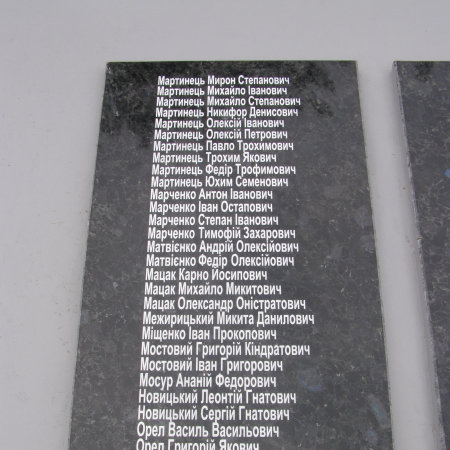 Мартинець Мирон Степанович
Мартинець Михайло Іванович
Мартинець Михайло Степанович
Мартинець Никифор Денисович
Мартинець Олексій Іванович
Мартинець Олексій Петрович
Мартинець Павло Трохимович
Мартинець Трохим Якович
Мартинець Федір Трофимович
Мартинець Юхим Семенович
Марченко Антон Іванович
Марченко Іван Остапович
Марченко Степан Іванович
Марченко Тимофій Захарович
Матвієнко Андрій Олексійович
Матвієнко Федір Олексійович
Мацак Карно Йосипович
Мацак Михайло Микитович
Мацак Олександр Оністратович
Межирицький Микита Данилович
Міщенко Іван Прокопович
Мостовий Григорій Кіндратович
Мостовий Іван Григорович
Мосур Ананій Федорович
Новицький Леонтій Гнатович
Новицький Сергій Гнатович
Орел Василь Васильович
Орел Григорій Якович